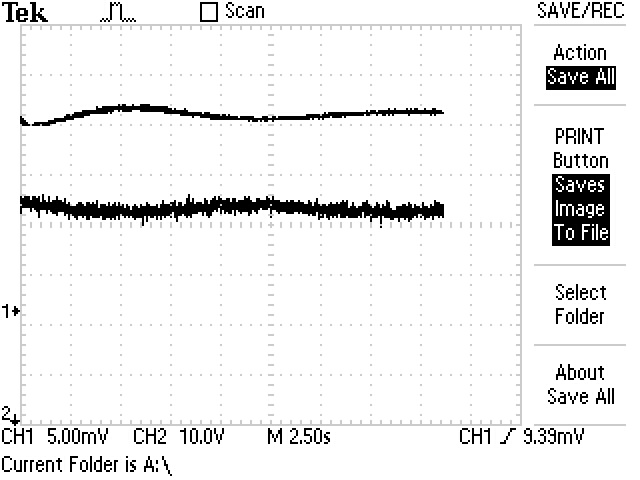 Tek
Scan
SAVE/REC
Action
Save All
PRINT
Button
Saves
Image
To File
Select
Folder
About
Save All
1
2
CH1 5.00mV CH2 10.0V M 2.50s CH1 9.39mV
Current Folder is A:\